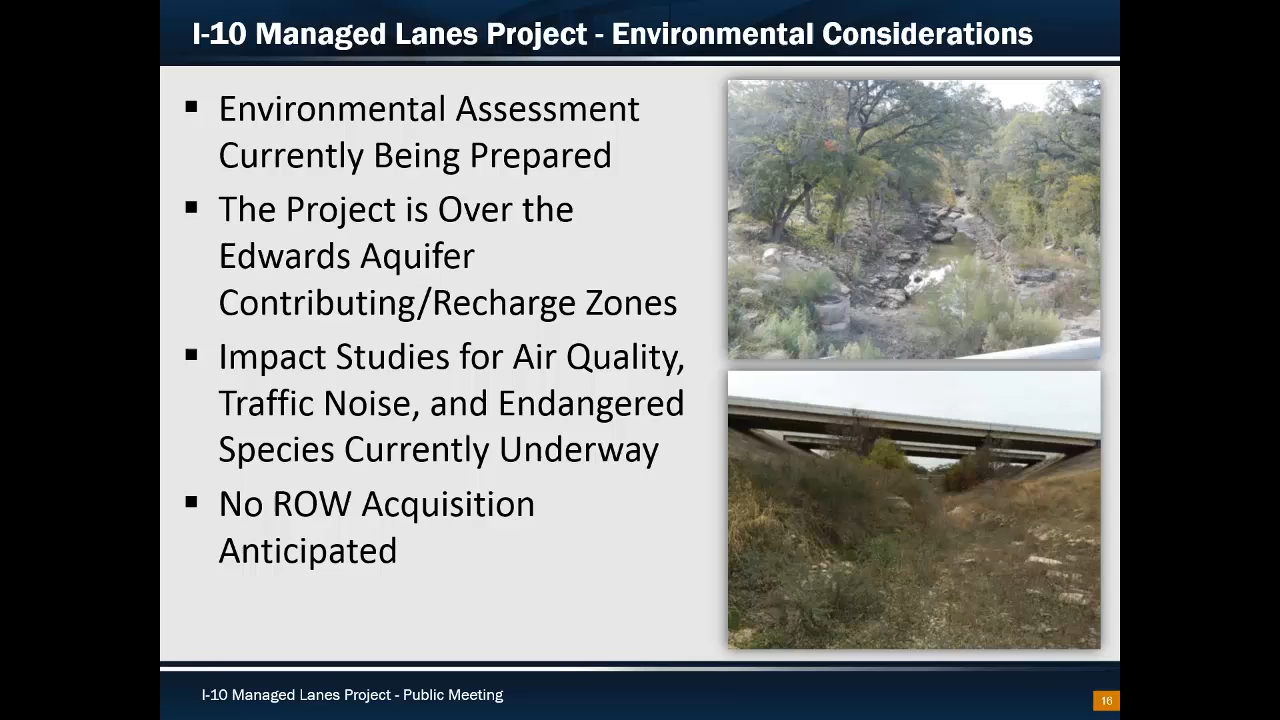 I-10 Managed Lanes Project - Environmental Considerations
▪ Environmental Assessment
Currently Being Prepared
▪ The Project is Over the
Edwards Aquifer
Contributing/Recharge Zones
▪ Impact Studies for Air Quality,
Traffic Noise, and Endangered
Species Currently Underway
▪ No ROW Acquisition
Anticipated
I-10 Managed Lanes Project - Public Meeting
16